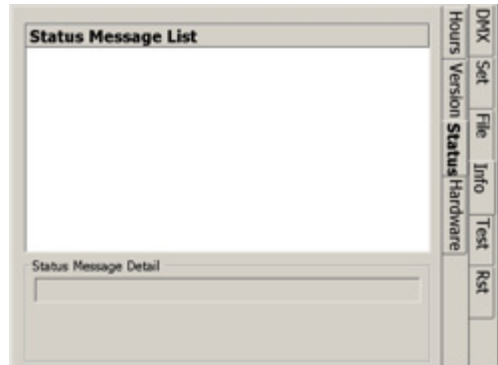 Status Message List
Status Message Detail
Hours
Version
Status
Hardware
DMX
Set
File
Info
Test
Rst